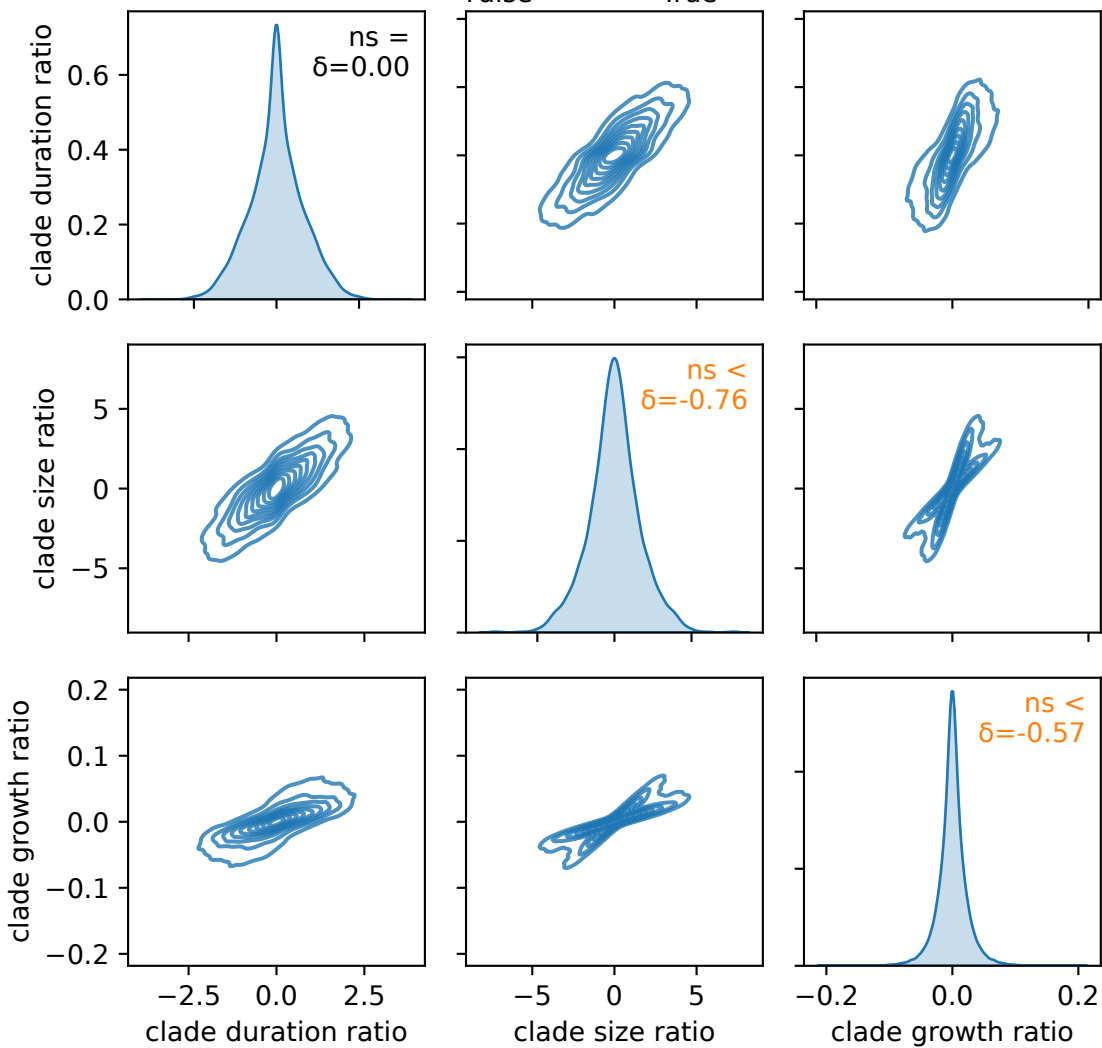 clade duration ratio
0.6
0.4
0.2
0.0
ns =
δ=0.00
clade size ratio
5
0
−5
ns <
δ=-0.76
clade growth ratio
0.2
0.1
0.0
−0.1
−0.2
ns <
δ=-0.57
−2.5 0.0 2.5
−5 0 5
−0.2 0.0 0.2
clade duration ratio
clade size ratio
clade growth ratio